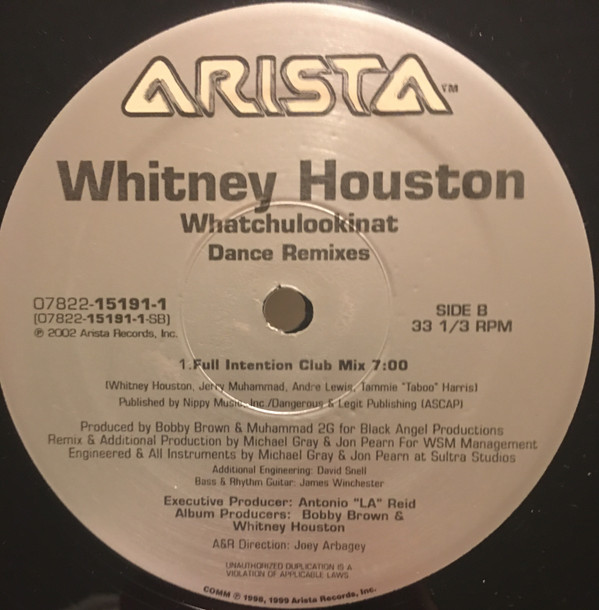 ARISTA™
Whitney Houston
Whatchulookinat
Dance Remixes
07822-15191-1
(07822-15191-1-SB)
℗ 2002 Arista Records, Inc.
SIDE B
33 1/3 RPM
1.Full Intention Club Mix 7:00
(Whitney Houston, Jerry Muhammad, Andre Lewis, Tammie "Taboo" Harris)
Published by Nippy Music, Inc./Dangerous & Legit Publishing (ASCAP)
Produced by Bobby Brown & Muhammad 2G for Black Angel Productions
Remix & Additional Production by Michael Gray & Jon Pearn For WSM Management
Engineered & All Instruments by Michael Gray & Jon Pearn at Sultra Studios
Additional Engineering: David Snell
Bass & Rhythm Guitar: James Winchester
Executive Producer: Antonio "LA" Reid
Album Producers: Bobby Brown &
Whitney Houston
A&R Direction: Joey Arbagey
UNAUTHORIZED DUPLICATION IS A
VIOLATION OF APPLICABLE LAWS
COMM ℗ 1998, 1999 Arista Records, Inc.